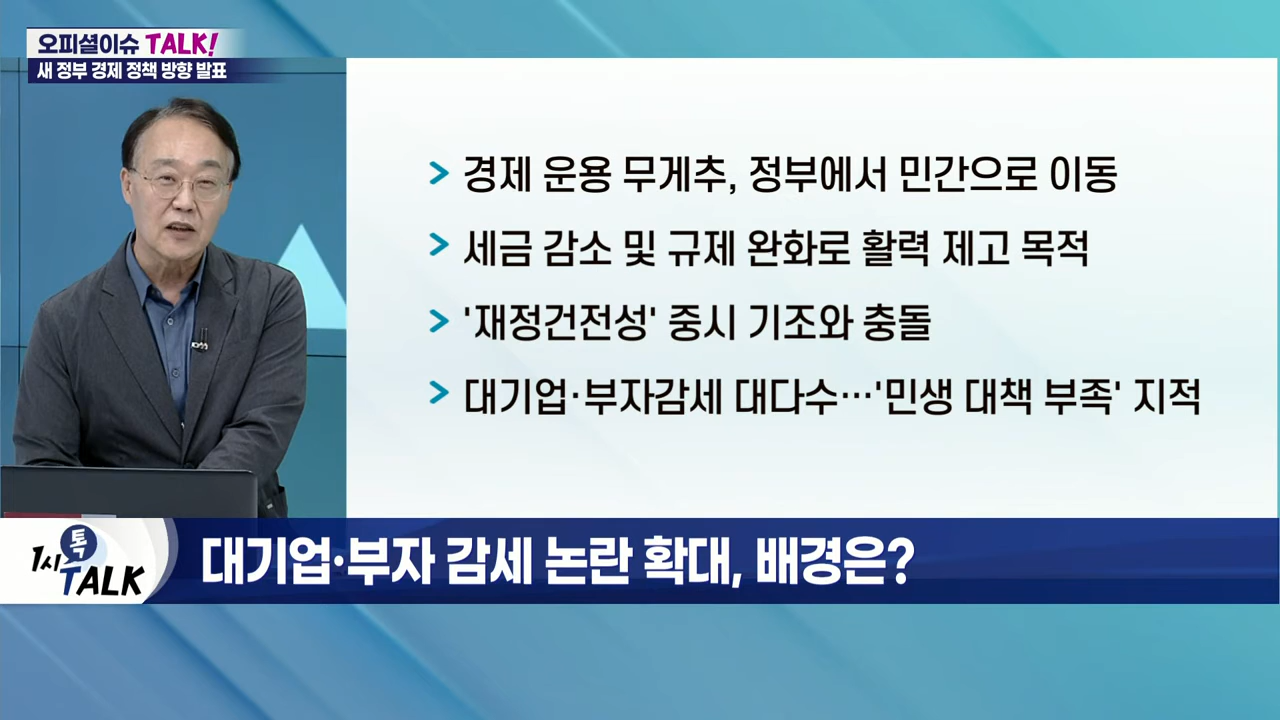 오피셜이슈 TALK!
새 정부 경제 정책 방향 발표
> 경제 운용 무게추, 정부에서 민간으로 이동
> 세금 감소 및 규제 완화로 활력 제고 목적
> '재정건전성' 중시 기조와 충돌
> 대기업·부자감세 대다수…'민생 대책 부족' 지적
1시 톡 TALK
대기업·부자 감세 논란 확대, 배경은?